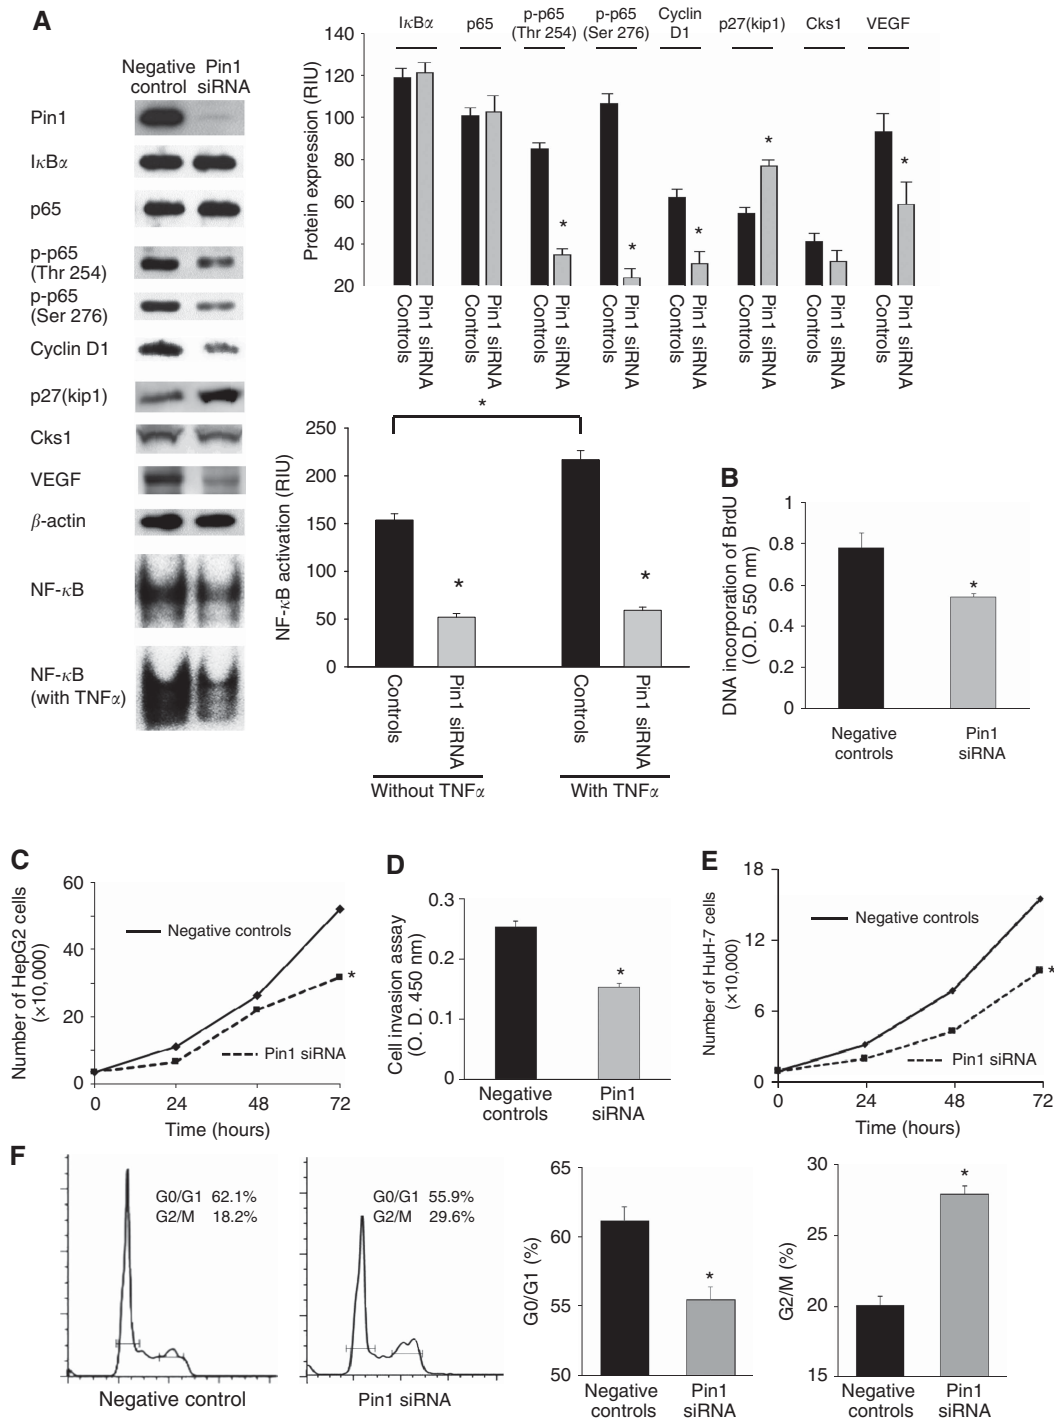 A
Negative control
Pin1 siRNA
Pin1
IκBα
p65
p-p65
(Thr 254)
p-p65
(Ser 276)
Cyclin D1
p27(kip1)
Cks1
VEGF
β-actin
NF-κB
NF-κB
(with TNFα)
Protein expression (RIU)
140
120
100
80
60
40
20
IκBα
p65
p-p65
(Thr 254)
p-p65
(Ser 276)
Cyclin
D1
p27(kip1)
Cks1
VEGF
*
*
*
*
*
Controls
Pin1 siRNA
Controls
Pin1 siRNA
Controls
Pin1 siRNA
Controls
Pin1 siRNA
Controls
Pin1 siRNA
Controls
Pin1 siRNA
Controls
Pin1 siRNA
Controls
Pin1 siRNA
NF-κB activation (RIU)
250
200
150
100
50
0
*
*
*
Controls
Pin1 siRNA
Controls
Pin1 siRNA
Without TNFα
With TNFα
B
DNA incorporation of BrdU
(O.D. 550 nm)
1
0.8
0.6
0.4
0.2
0
*
Negative
controls
Pin1
siRNA
C
Number of HepG2 cells
(×10,000)
60
40
20
0
Negative controls
Pin1 siRNA
*
0 24 48 72
Time (hours)
D
Cell invasion assay
(O. D. 450 nm)
0.3
0.2
0.1
0
*
Negative
controls
Pin1
siRNA
E
Number of HuH-7 cells
(×10,000)
18
12
6
0
Negative controls
Pin1 siRNA
*
0 24 48 72
Time (hours)
F
G0/G1 62.1%
G2/M 18.2%
Negative control
G0/G1 55.9%
G2/M 29.6%
Pin1 siRNA
G0/G1 (%)
65
60
55
50
*
Negative
controls
Pin1
siRNA
G2/M (%)
30
25
20
15
*
Negative
controls
Pin1
siRNA